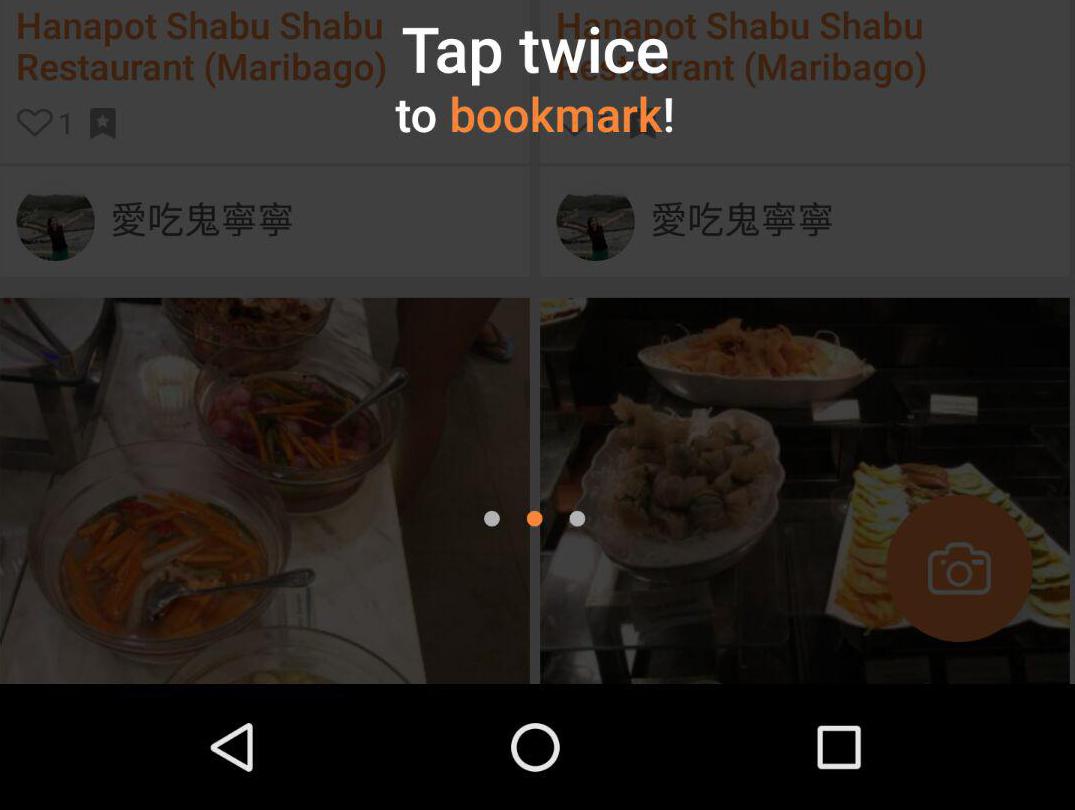 Hanapot Shabu Shabu
Restaurant (Maribago)
Hanapot Shabu Shabu
Restaurant (Maribago)
Tap twice
to bookmark!
1
愛吃鬼寧寧
愛吃鬼寧寧